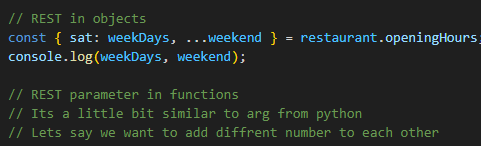 // REST in objects
const { sat: weekDays, ...weekend } = restaurant.openingHours;
console.log(weekDays, weekend);
// REST parameter in functions
// Its a little bit similar to arg from python
// Lets say we want to add diffrent number to each other